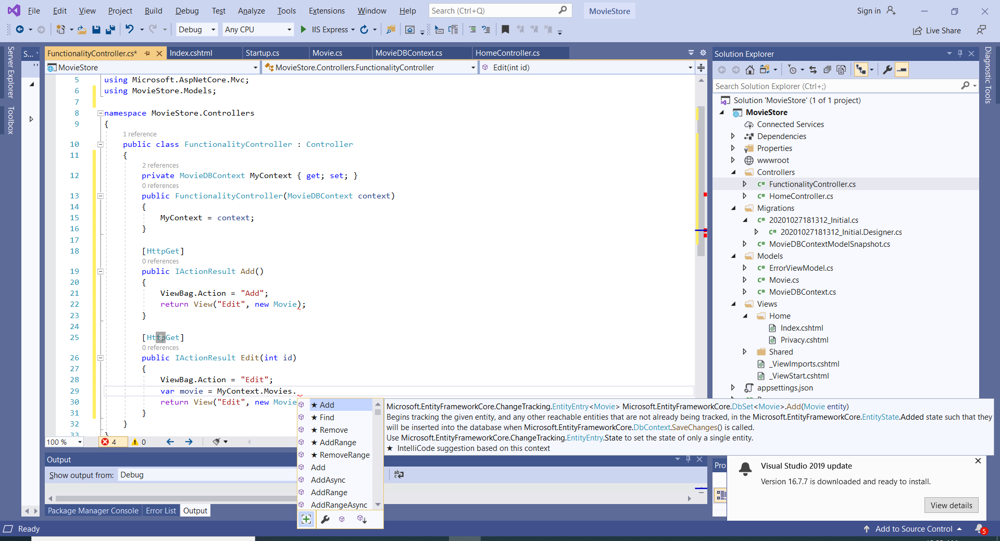 File Edit View Project Build Debug Test Analyze Tools Extensions Window Help Search (Ctrl+Q) MovieStore Sign in
Debug Any CPU IIS Express Live Share
Server Explorer
Toolbox
S...
FunctionalityController.cs* Index.cshtml Startup.cs Movie.cs MovieDBContext.cs HomeController.cs
MovieStore MovieStore.Controllers.FunctionalityController Edit(int id)
5 using Microsoft.AspNetCore.Mvc;
6 using MovieStore.Models;
7
8 namespace MovieStore.Controllers
9 {
1 reference
10 public class FunctionalityController : Controller
11 {
2 references
12 private MovieDBContext MyContext { get; set; }
0 references
13 public FunctionalityController(MovieDBContext context)
14 {
15 MyContext = context;
16 }
17
18 [HttpGet]
0 references
19 public IActionResult Add()
20 {
21 ViewBag.Action = "Add";
22 return View("Edit", new Movie);
23 }
24
25 [HttpGet]
0 references
26 public IActionResult Edit(int id)
27 {
28 ViewBag.Action = "Edit";
29 var movie = MyContext.Movies.
30 return View("Edit", new Movie
31 }
32 }
33 }
100 % 4 0
★ Add
★ Find
★ Remove
★ AddRange
★ RemoveRange
Add
AddAsync
AddRange
AddRangeAsync
Microsoft.EntityFrameworkCore.ChangeTracking.EntityEntry<Movie> Microsoft.EntityFrameworkCore.DbSet<Movie>.Add(Movie entity)
Begins tracking the given entity, and any other reachable entities that are not already being tracked, in the Microsoft.EntityFrameworkCore.EntityState.Added state such that they
will be inserted into the database when Microsoft.EntityFrameworkCore.DbContext.SaveChanges() is called.
Use Microsoft.EntityFrameworkCore.ChangeTracking.EntityEntry.State to set the state of only a single entity.
★ IntelliCode suggestion based on this context
Output
Show output from: Debug
Package Manager Console Error List Output
Solution Explorer
Search Solution Explorer (Ctrl+;)
Solution 'MovieStore' (1 of 1 project)
MovieStore
Connected Services
Dependencies
Properties
wwwroot
Controllers
C# FunctionalityController.cs
C# HomeController.cs
Migrations
C# 20201027181312_Initial.cs
C# 20201027181312_Initial.Designer.cs
C# MovieDBContextModelSnapshot.cs
Models
C# ErrorViewModel.cs
C# Movie.cs
C# MovieDBContext.cs
Views
Home
Index.cshtml
Privacy.cshtml
Shared
_ViewImports.cshtml
_ViewStart.cshtml
appsettings.json
Diagnostic Tools
Pro
Visual Studio 2019 update
Version 16.7.7 is downloaded and ready to install.
View details
Ready Add to Source Control 5